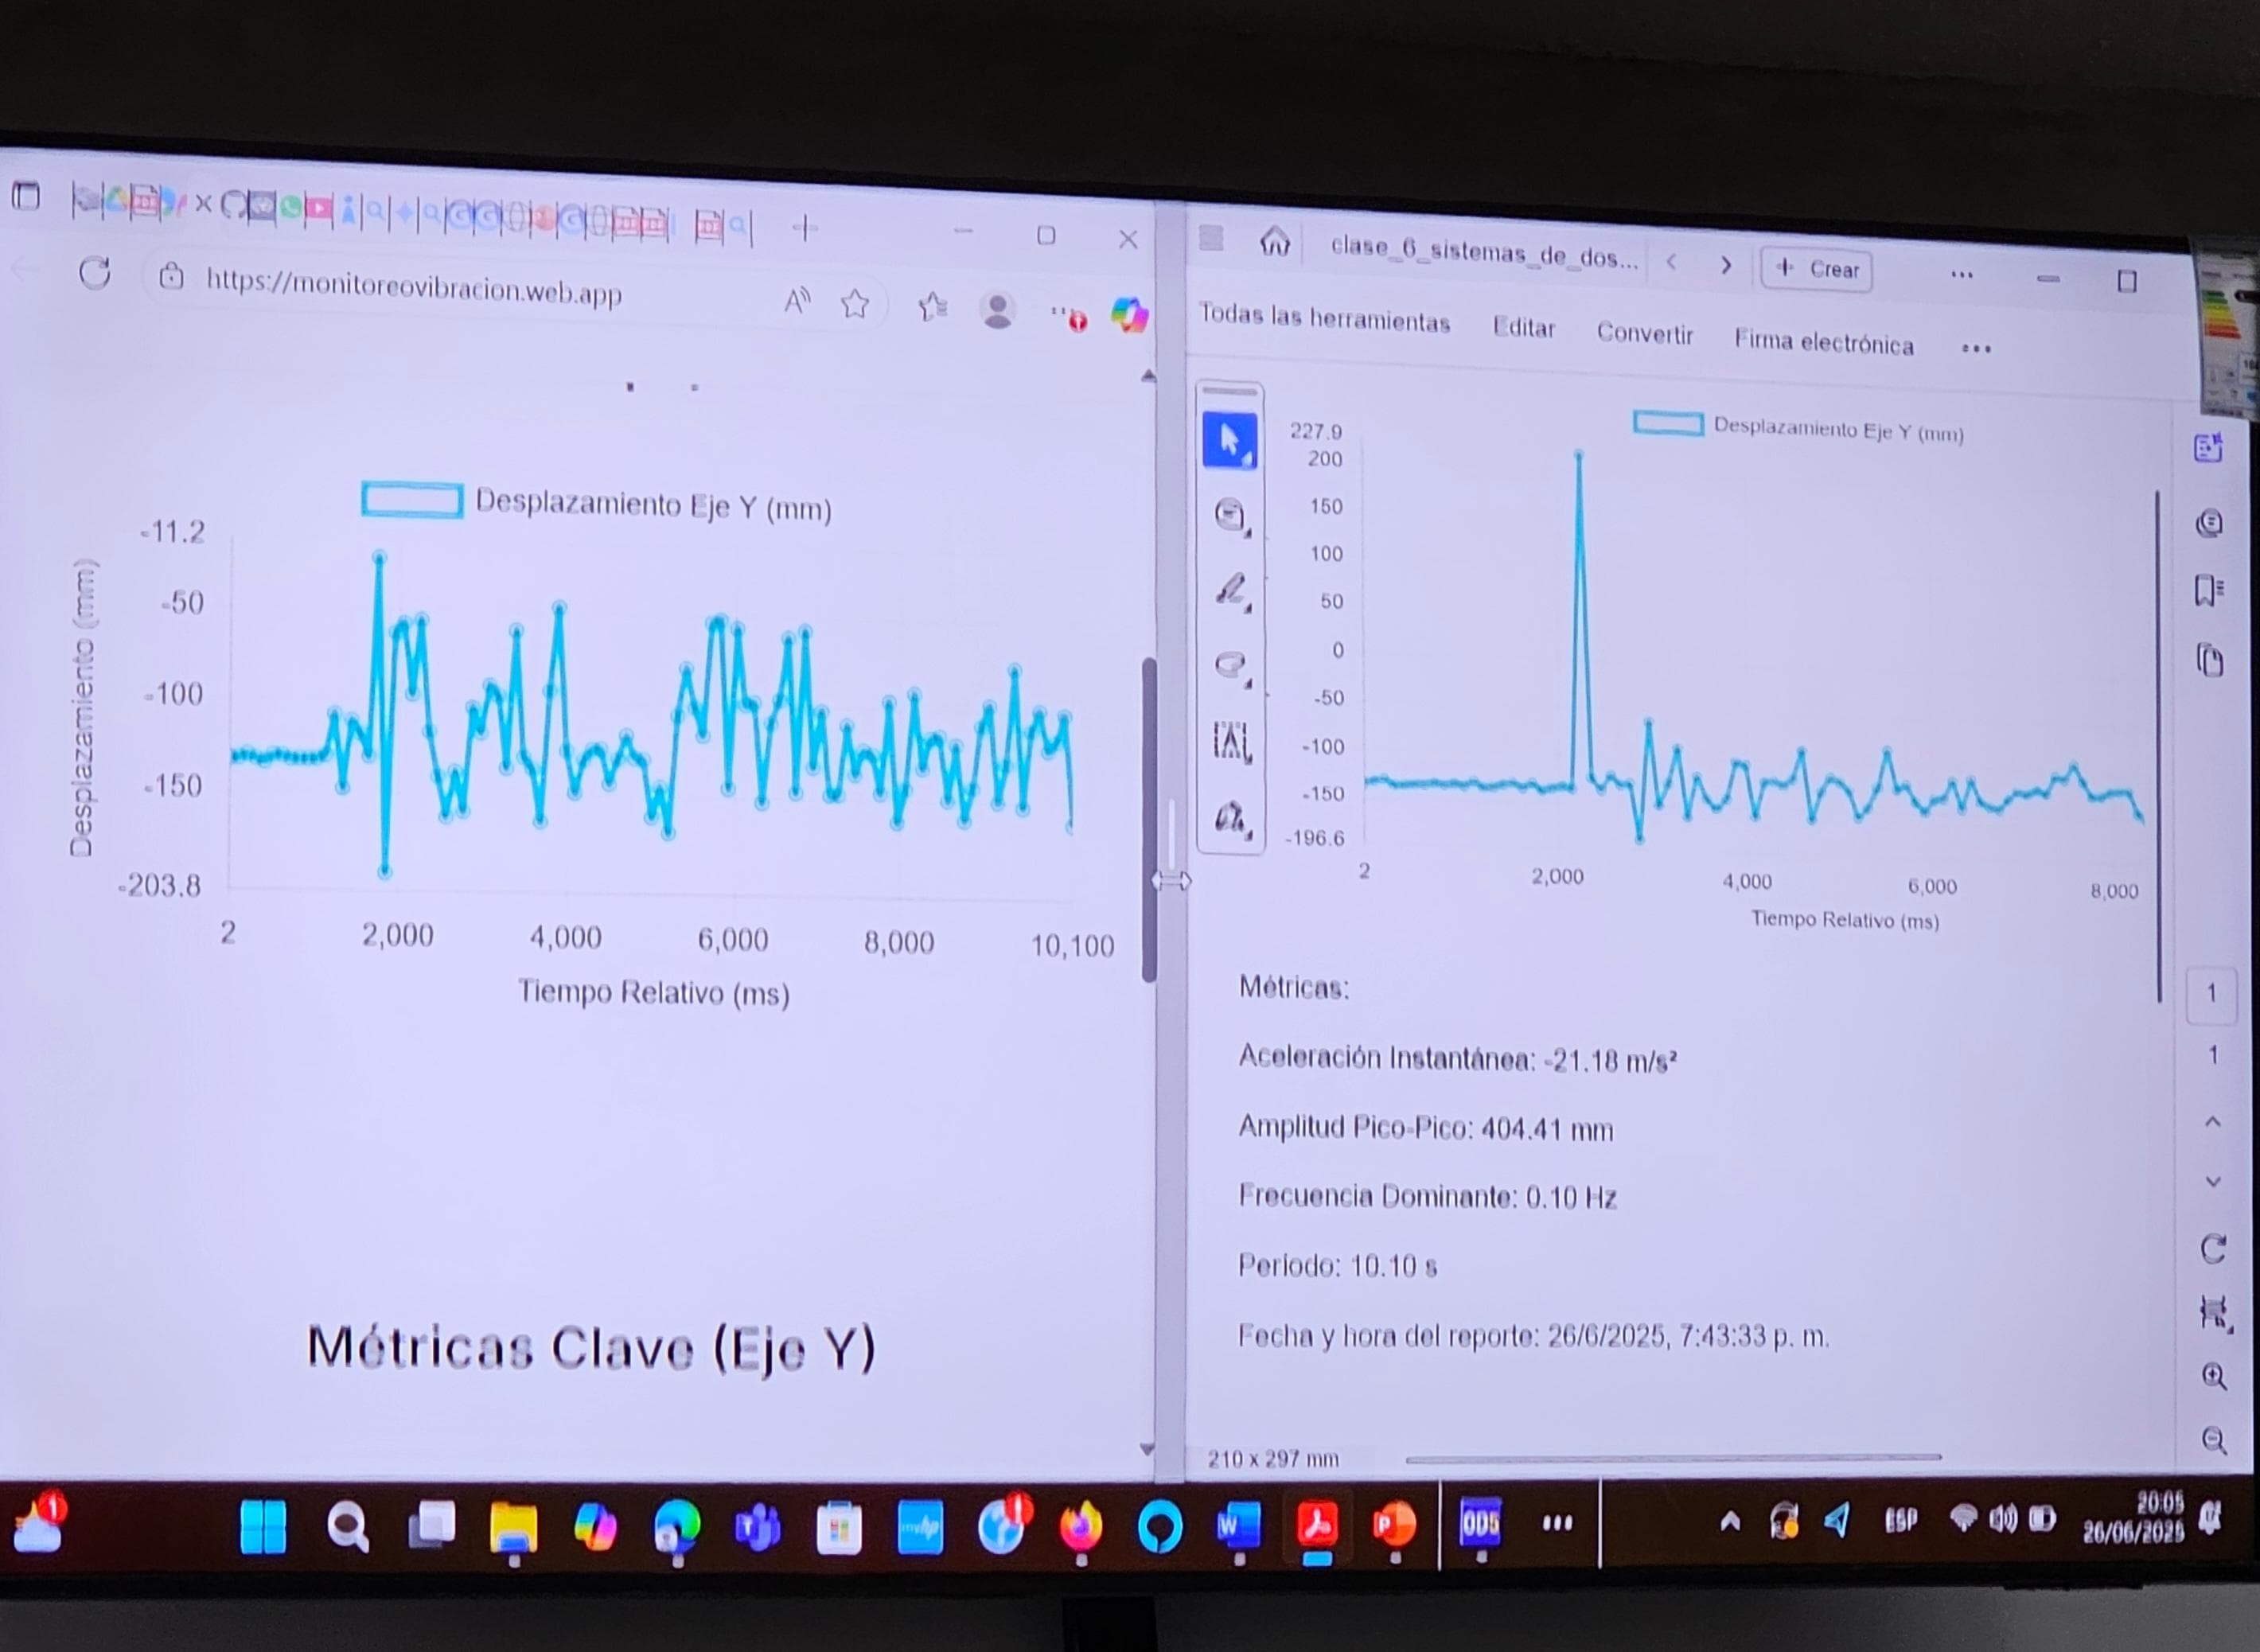 https://monitoreovibracion.web.app
Desplazamiento Eje Y (mm)
Desplazamiento (mm)
-11.2
-50
-100
-150
-203.8
2
2,000
4,000
6,000
8,000
10,100
Tiempo Relativo (ms)
Métricas Clave (Eje Y)
clase_6_sistemas_de_dos...
Crear
Todas las herramientas
Editar
Convertir
Firma electrónica
Desplazamiento Eje Y (mm)
227.9
200
150
100
50
0
-50
-100
-150
-196.6
2
2,000
4,000
6,000
8,000
Tiempo Relativo (ms)
Métricas:
Aceleración Instantánea: -21.18 m/s²
Amplitud Pico-Pico: 404.41 mm
Frecuencia Dominante: 0.10 Hz
Periodo: 10.10 s
Fecha y hora del reporte: 26/6/2025, 7:43:33 p. m.
210 x 297 mm
1
1
ESP
20:05
26/06/2025